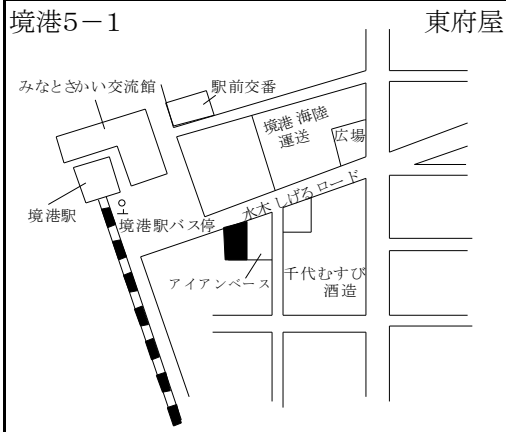 境港5－1
東府屋
みなとさかい交流館
駅前交番
境港 海陸
運送
広場
水木しげるロード
境港駅
境港駅バス停
アイアンベース
千代むすび
酒造